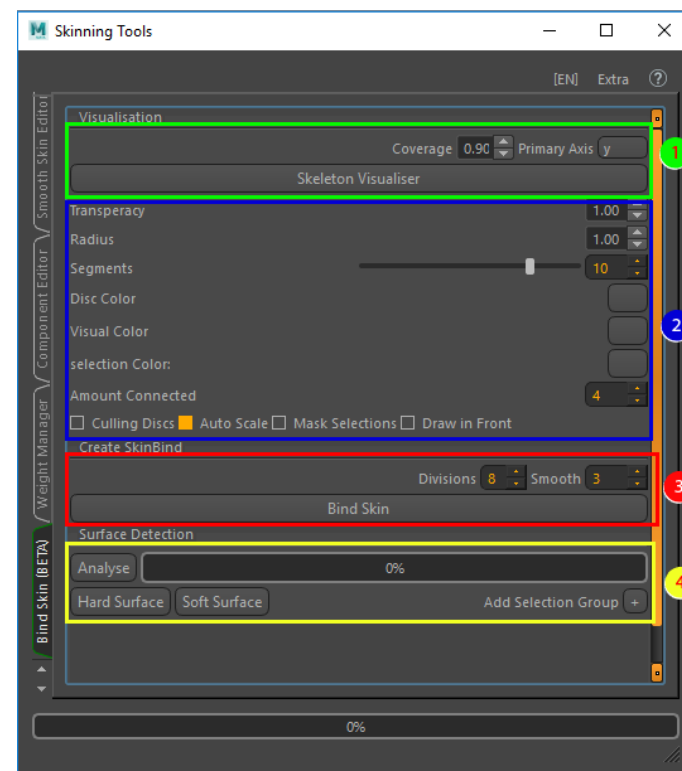 Skinning Tools
[EN] Extra ?
Visualisation
Coverage 0.90 Primary Axis y
1
Skeleton Visualiser
Transperacy 1.00
Radius 1.00
Segments 10
Disc Color
Visual Color
2
selection Color:
Amount Connected 4
Culling Discs Auto Scale Mask Selections Draw in Front
Create SkinBind
Divisions 8 Smooth 3
3
Bind Skin
Surface Detection
Analyse 0%
4
Hard Surface Soft Surface Add Selection Group +
Smooth Skin Editor
Component Editor
Weight Manager
Bind Skin (BETA)
0%